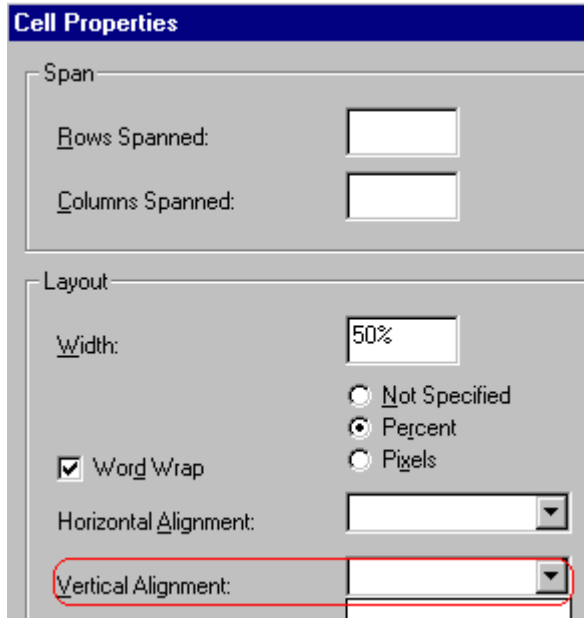 Cell Properties
Span
Rows Spanned:
Columns Spanned:
Layout
Width: 50%
Not Specified
Percent
Word Wrap Pixels
Horizontal Alignment:
Vertical Alignment: